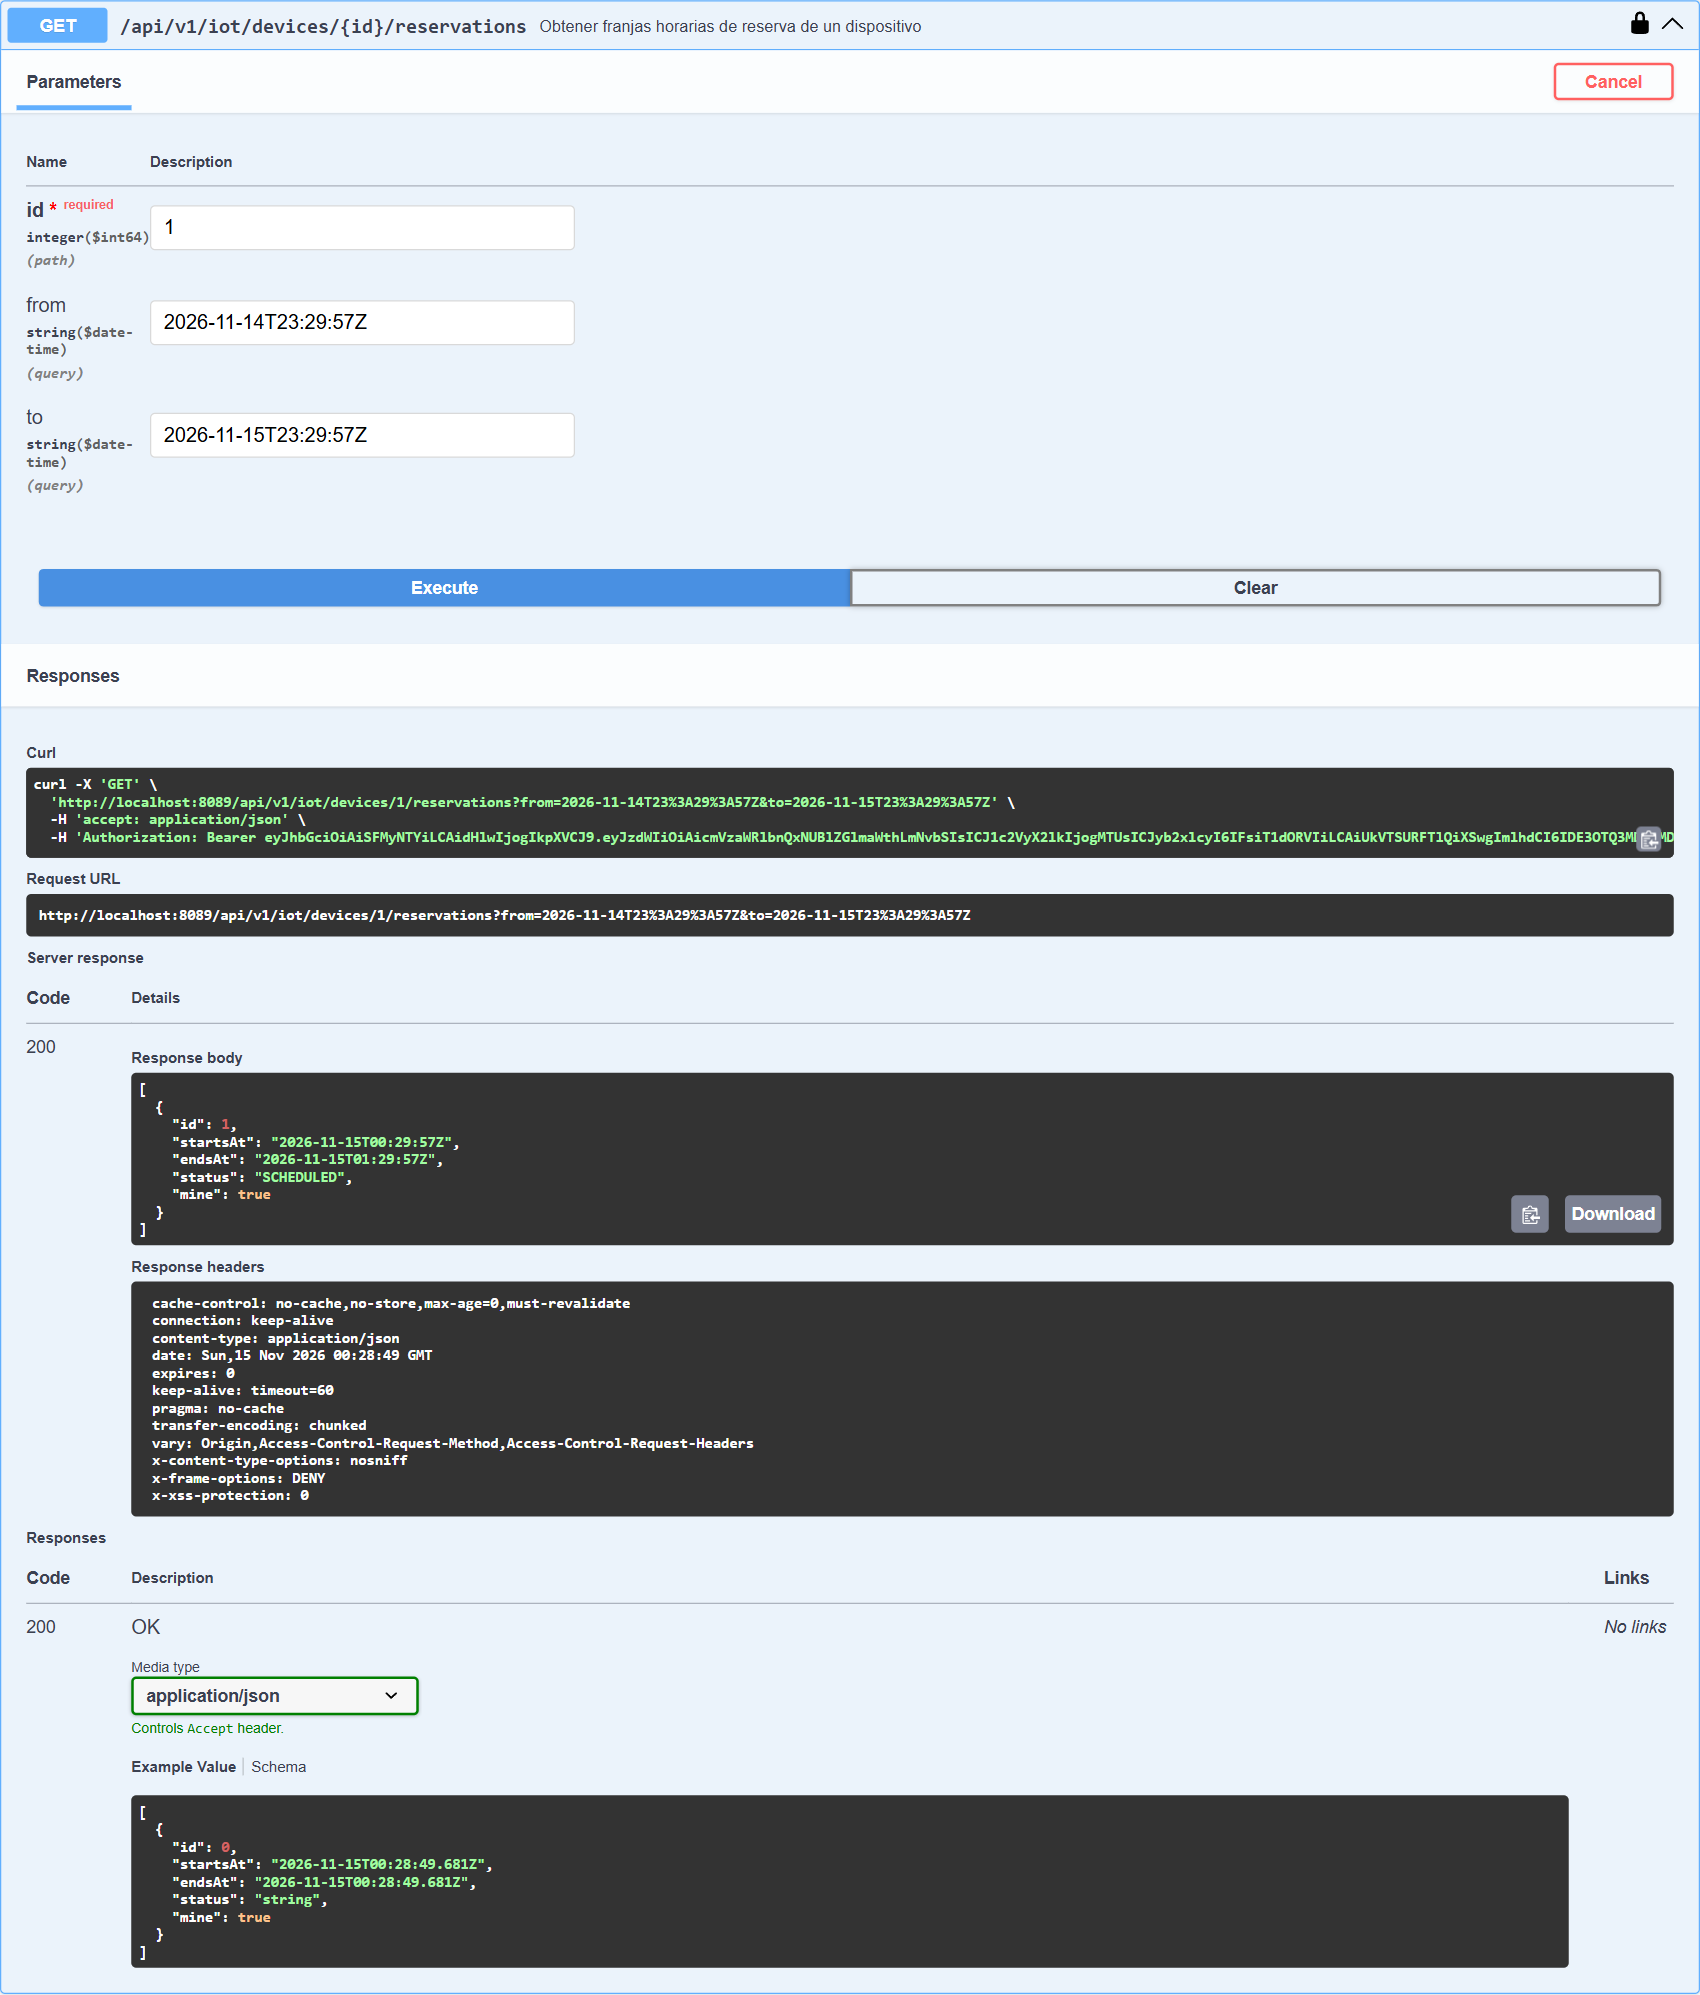 GET /api/v1/iot/devices/{id}/reservations Obtener franjas horarias de reserva de un dispositivo
Parameters
Cancel
Name Description
id * required
integer($int64)
(path)
1
from
string($date-
time)
(query)
2026-11-14T23:29:57Z
to
string($date-
time)
(query)
2026-11-15T23:29:57Z
Execute Clear
Responses
Curl
curl -X 'GET' \
'http://localhost:8089/api/v1/iot/devices/1/reservations?from=2026-11-14T23%3A29%3A57Z&to=2026-11-15T23%3A29%3A57Z' \
-H 'accept: application/json' \
-H 'Authorization: Bearer
Request URL
http://localhost:8089/api/v1/iot/devices/1/reservations?from=2026-11-14T23%3A29%3A57Z&to=2026-11-15T23%3A29%3A57Z
Server response
Code Details
200
Response body
[
{
"id": 1,
"startsAt": "2026-11-15T00:29:57Z",
"endsAt": "2026-11-15T01:29:57Z",
"status": "SCHEDULED",
"mine": true
}
]
Download
Response headers
cache-control: no-cache,no-store,max-age=0,must-revalidate
connection: keep-alive
content-type: application/json
date: Sun,15 Nov 2026 00:28:49 GMT
expires: 0
keep-alive: timeout=60
pragma: no-cache
transfer-encoding: chunked
vary: Origin,Access-Control-Request-Method,Access-Control-Request-Headers
x-content-type-options: nosniff
x-frame-options: DENY
x-xss-protection: 0
Responses
Code Description Links
200 OK No links
Media type
application/json
Controls Accept header.
Example Value Schema
[
{
"id": 0,
"startsAt": "2026-11-15T00:28:49.681Z",
"endsAt": "2026-11-15T00:28:49.681Z",
"status": "string",
"mine": true
}
]